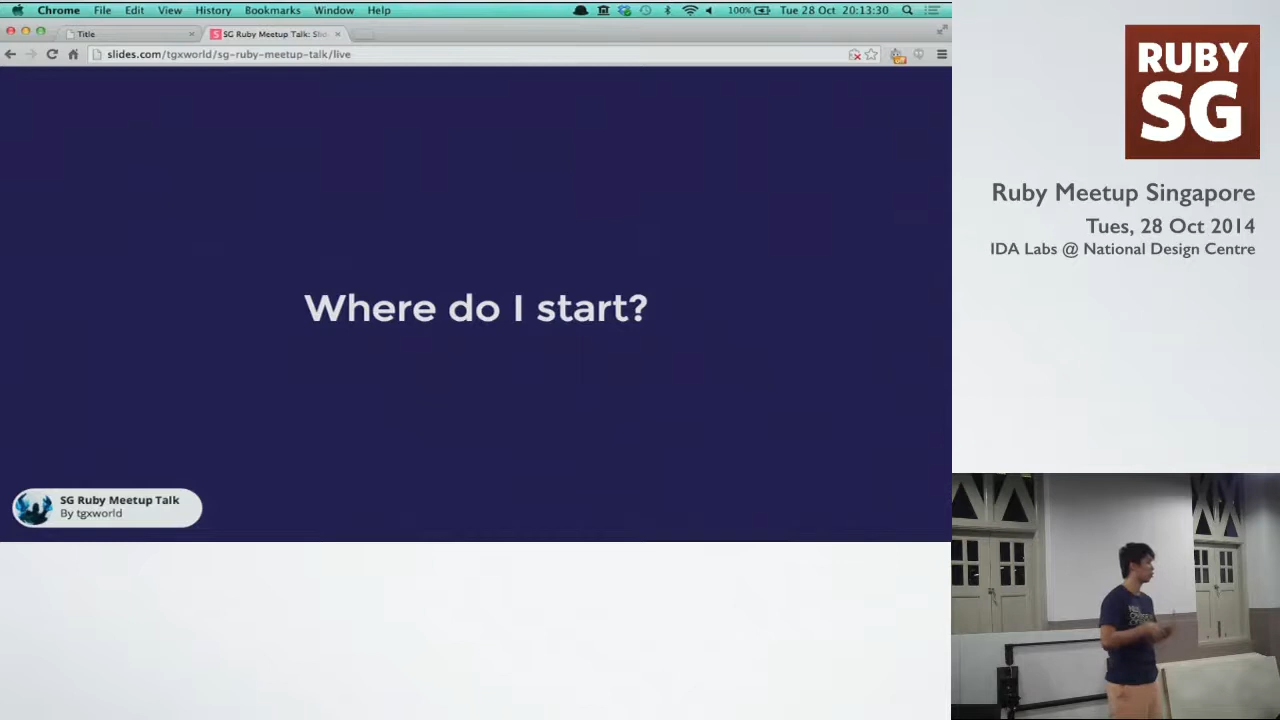 Chrome File Edit View History Bookmarks Window Help 100% Tue 28 Oct 20:13:30
Title SG Ruby Meetup Talk: Slid
slides.com/tgxworld/sg-ruby-meetup-talk/live
Where do I start?
SG Ruby Meetup Talk
By tgxworld
RUBY
SG
Ruby Meetup Singapore
Tues, 28 Oct 2014
IDA Labs @ National Design Centre